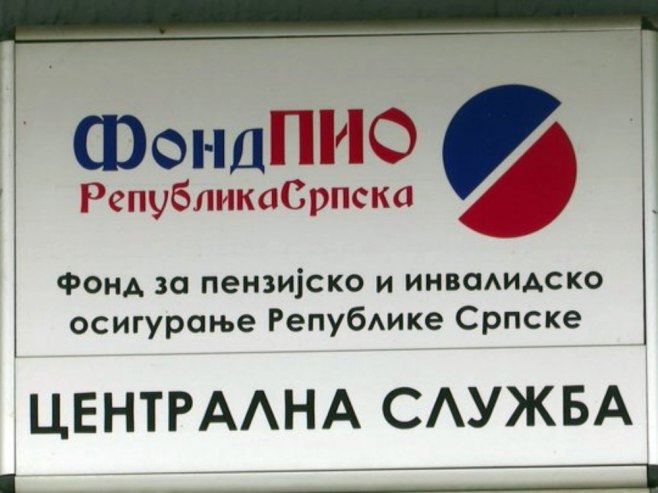 ФондПИО
РепубликаСрпска
Фонд за пензијско и инвалидско
осигурање Републике Српске
ЦЕНТРАЛНА СЛУЖБА